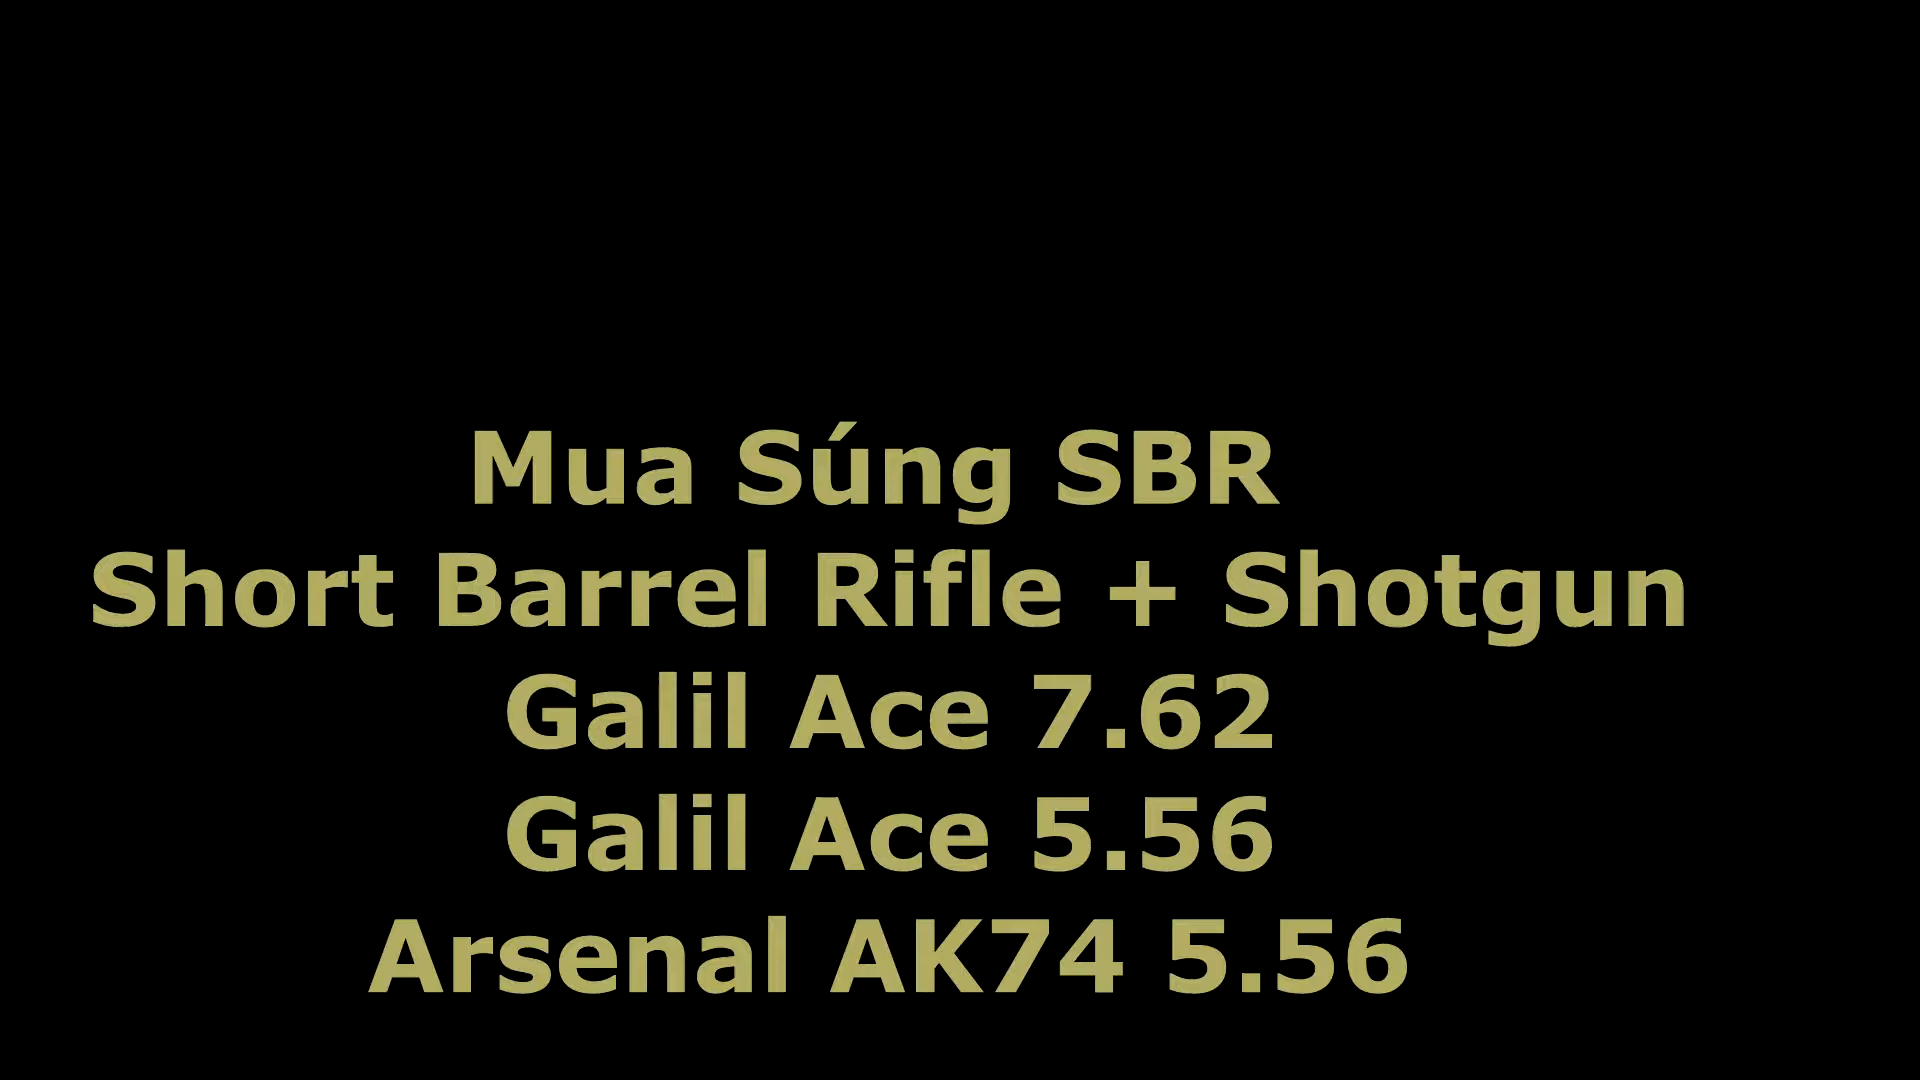 Mua Súng SBR
Short Barrel Rifle + Shotgun
Galil Ace 7.62
Galil Ace 5.56
Arsenal AK74 5.56